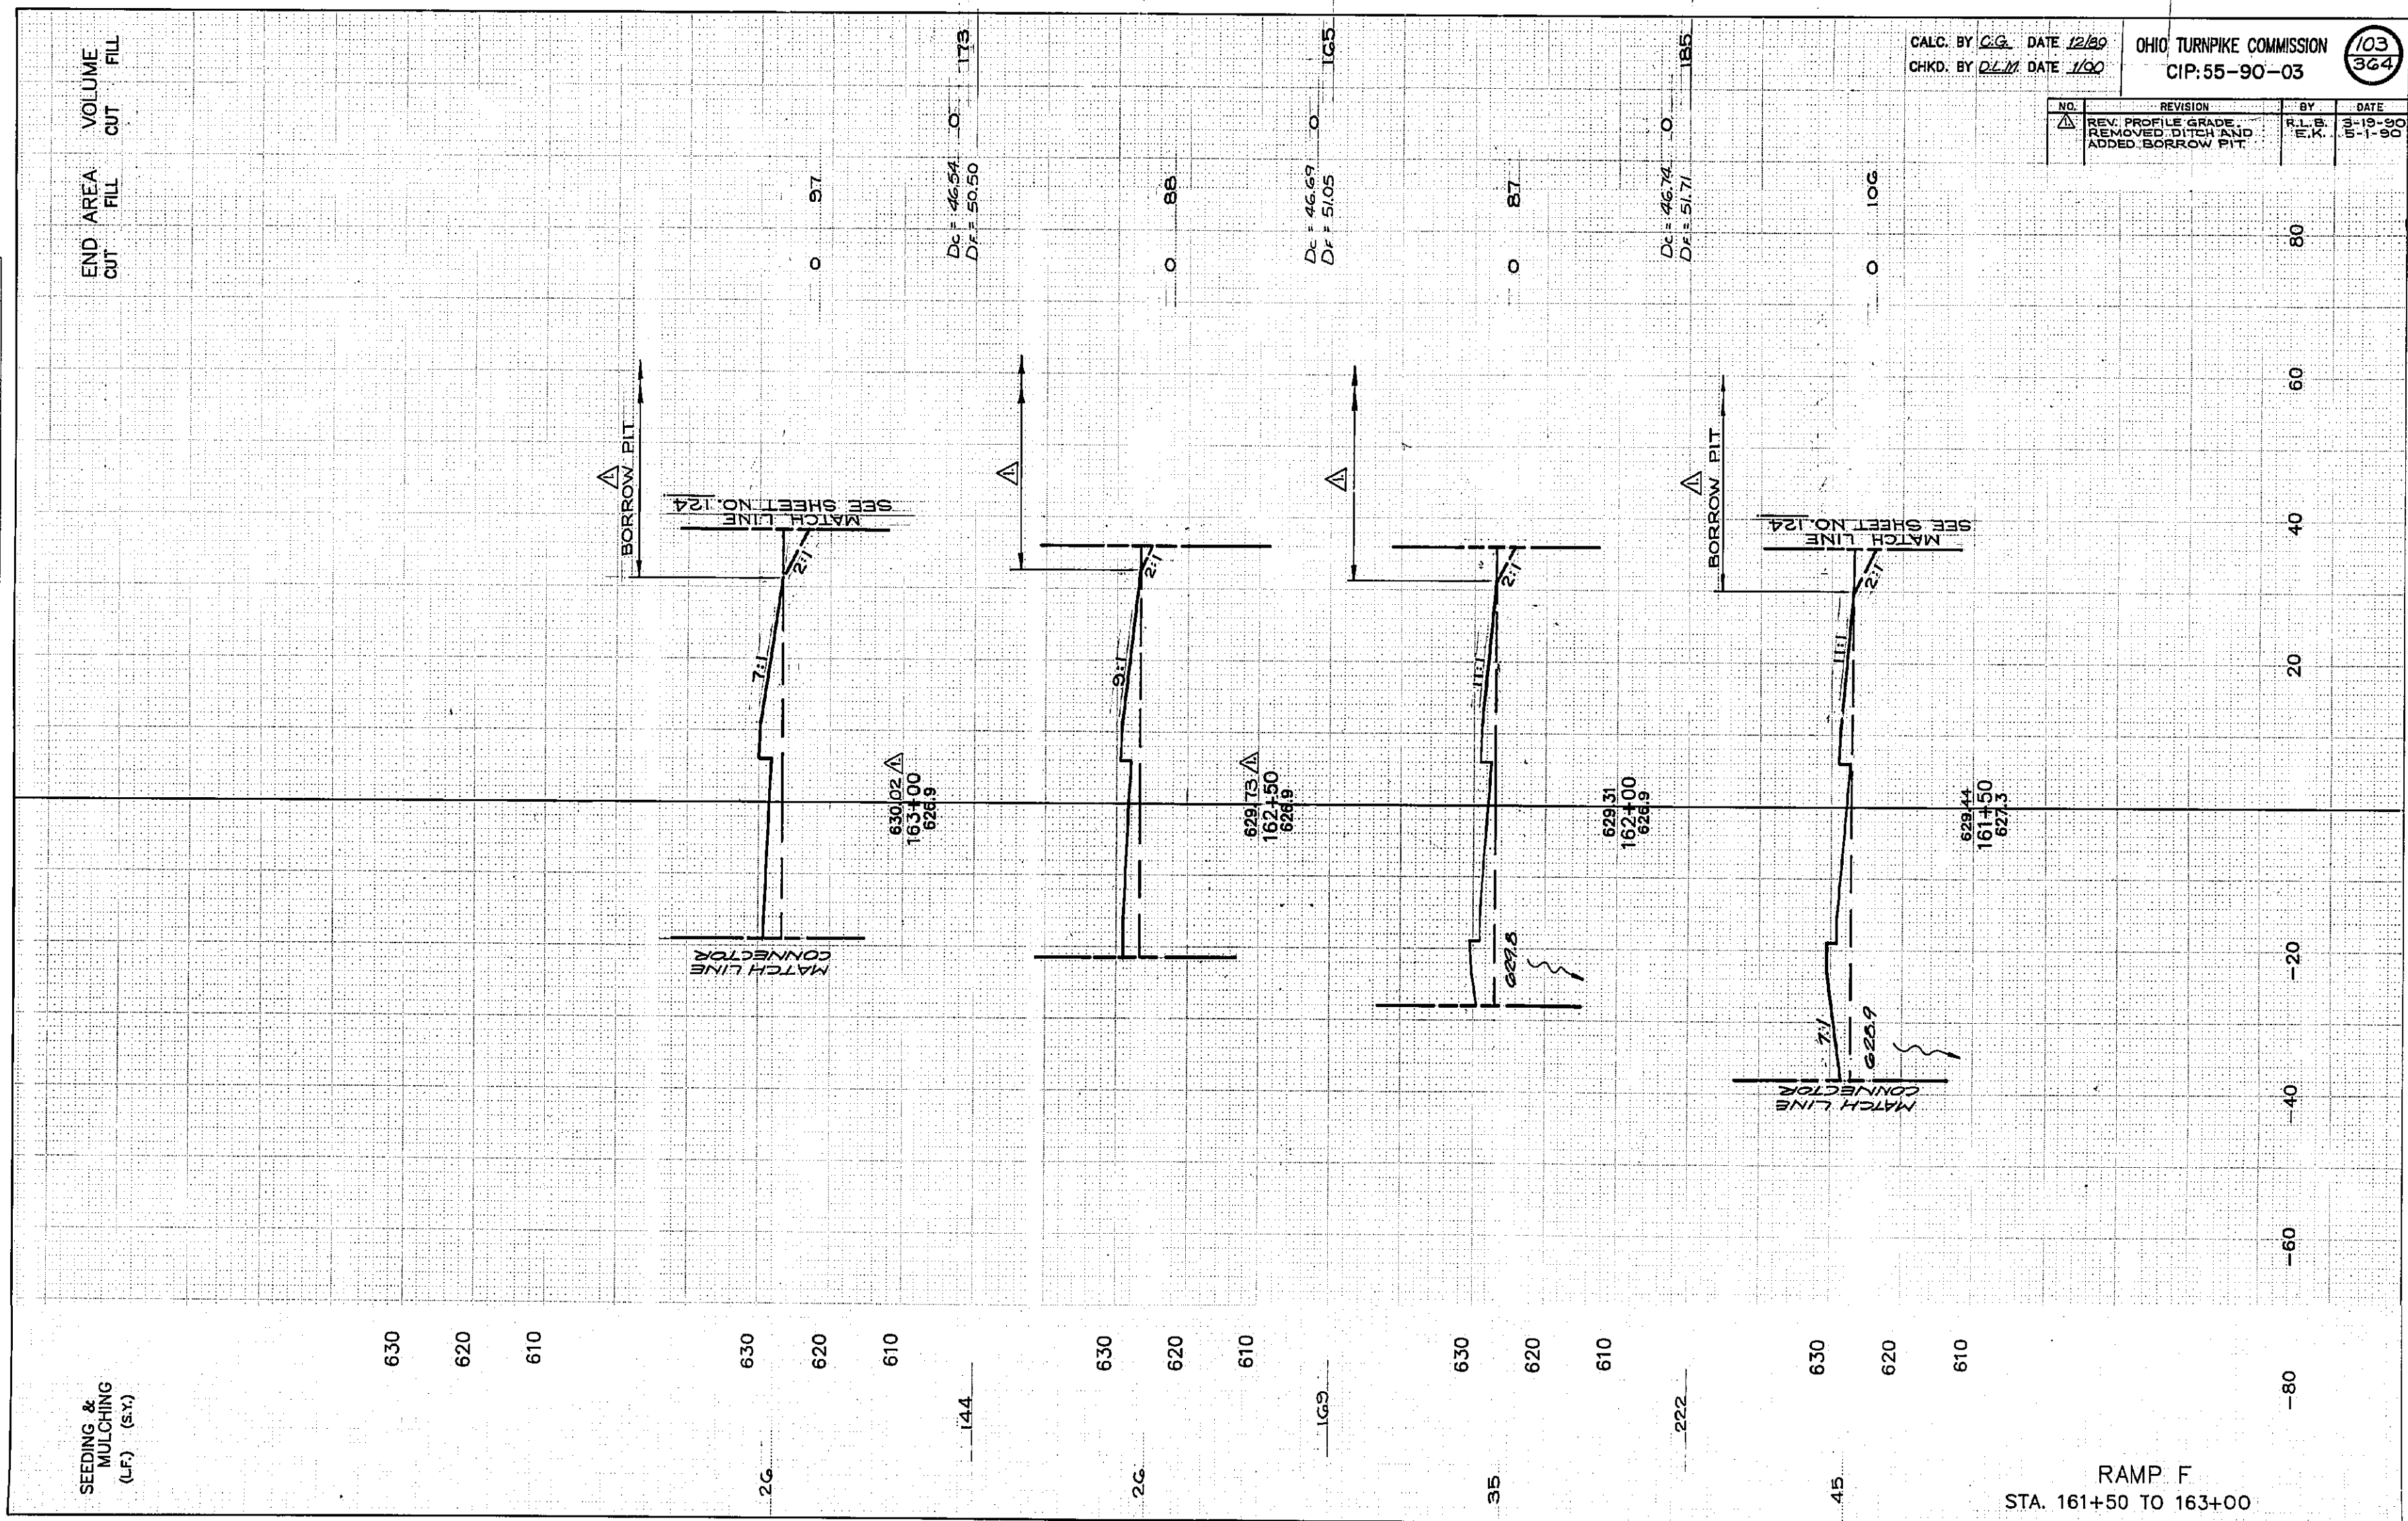 CALC. BY C.G. DATE 12/89
CHKD. BY D.L.M. DATE 1/90
OHIO TURNPIKE COMMISSION
CIP:55-90-03
103
364
NO. REVISION BY DATE
1 REV. PROFILE GRADE. R.L.B. 3-19-90
REMOVED DITCH AND E.K. 5-1-90
ADDED BORROW PIT
END AREA VOLUME
CUT FILL CUT FILL
SEEDING &
MULCHING
(L.F.) (S.Y.)
630
620
610
1
BORROW PIT
MATCH LINE
SEE SHEET NO. 124
2:1
7:1
0 97
630.02 1
163+00
626.9
MATCH LINE
CONNECTOR
630
620
610
26
DC = 46.54 0 173
DF = 50.50
144
1
2:1
9:1
0 88
629.73 1
162+50
626.9
630
620
610
26
DC = 46.69 0 165
DF = 51.05
169
1
2:1
11:1
0 87
629.31
162+00
626.9
629.8
630
620
610
35
DC = 46.74 0 185
DF = 51.71
222
1
BORROW PIT
MATCH LINE
SEE SHEET NO. 124
2:1
11:1
0 106
629.44
161+50
627.3
7:1
628.9
MATCH LINE
CONNECTOR
630
620
610
45
80
60
40
20
-20
-40
-60
-80
RAMP F
STA. 161+50 TO 163+00